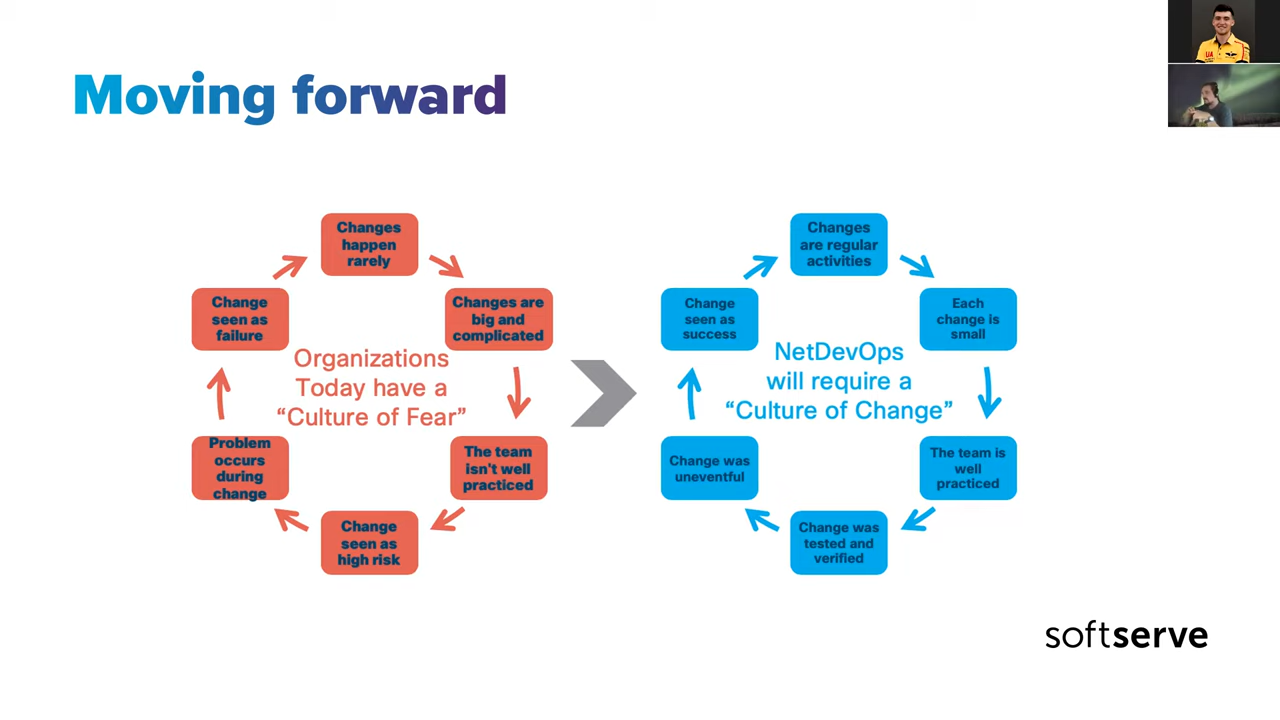 Moving forward
UA
Changes
happen
rarely
Changes are
big and
complicated
The team
isn't well
practiced
Change
seen as
high risk
Problem
occurs
during
change
Change
seen as
failure
Organizations
Today have a
“Culture of Fear”
Changes
are regular
activities
Each
change is
small
The team is
well
practiced
Change was
tested and
verified
Change was
uneventful
Change
seen as
success
NetDevOps
will require a
“Culture of Change”
softserve